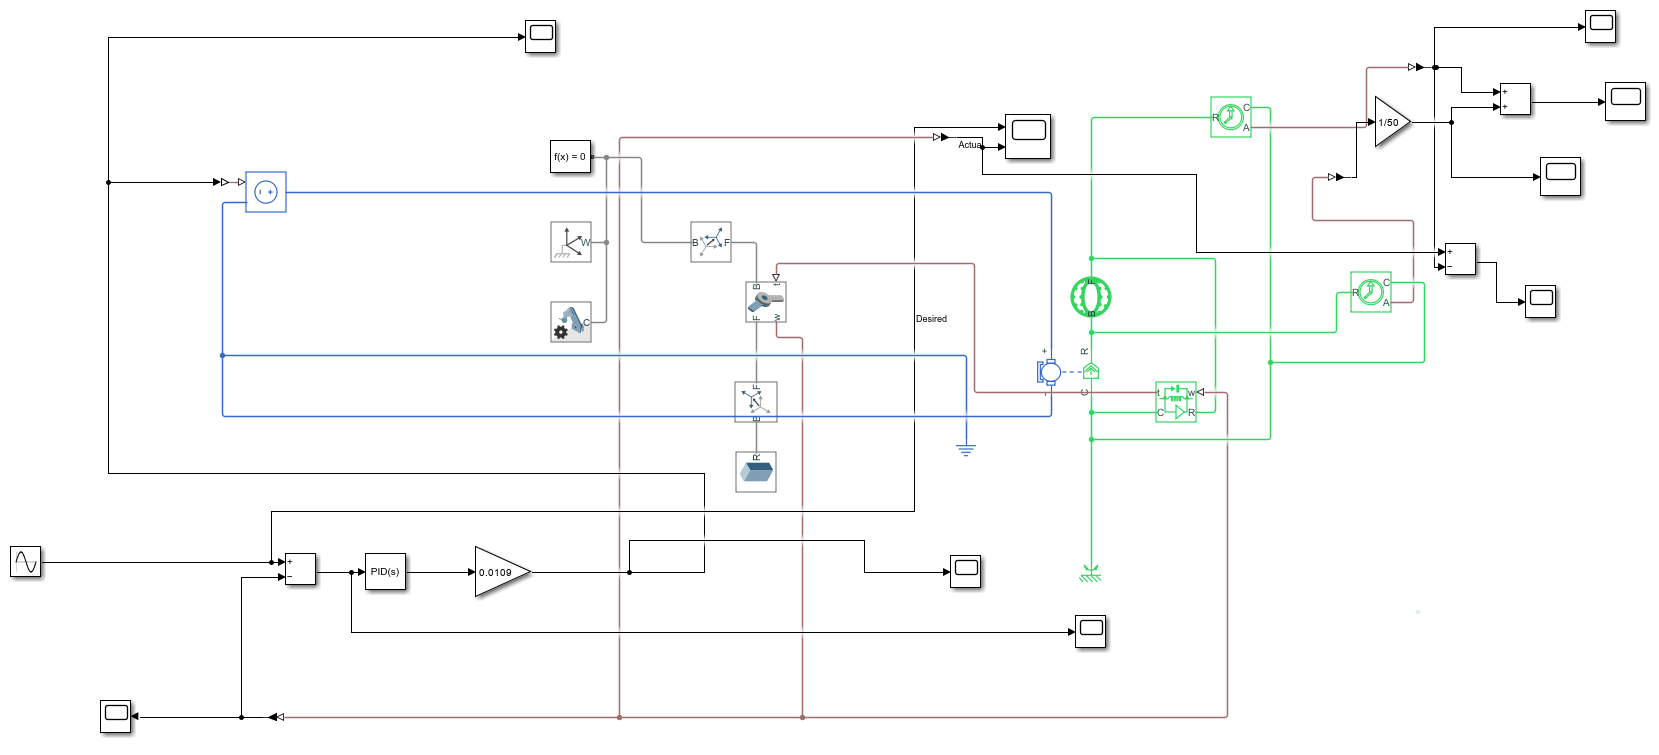 C
R
A
1/50
+
+
Actua
f(x) = 0
W
B
F
C
B
t
F
w
+
−
C
R
A
Desired
+
R
-
C
t
w
C
R
F
R
+
−
PID(s)
0.0109